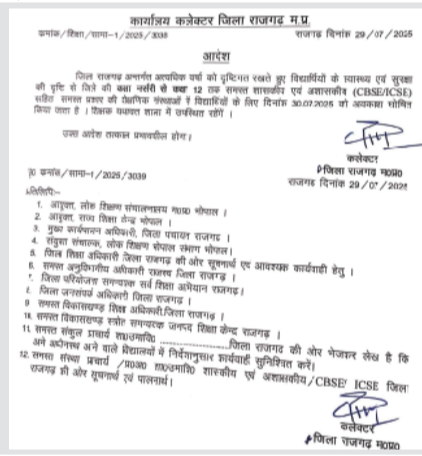 कार्यालय कलेक्टर जिला राजगढ़ म.प्र.
क्रमांक/शिक्षा/सामा-1/2025/3038 राजगढ़ दिनांक 29/07/2025
आदेश
जिला राजगढ़ अन्तर्गत अत्यधिक वर्षा को दृष्टिगत रखते हुए विद्यार्थियों के स्वास्थ्य एवं सुरक्षा
की दृष्टि से जिले की कक्षा नर्सरी से कक्षा 12 तक समस्त शासकीय एवं अशासकीय (CBSE/ICSE)
सहित समस्त प्रकार की शैक्षणिक संस्थाओं में विद्यार्थियों के लिए दिनांक 30.07.2025 को अवकाश घोषित
किया जाता है। शिक्षक यथावत शाला में उपस्थित रहेंगे।
उक्त आदेश तत्काल प्रभावशील होगा।
कलेक्टर
जिला राजगढ़ म0प्र0
पृ0 क्रमांक/सामा-1/2025/3039 राजगढ़ दिनांक 29/07/2025
प्रतिलिपि:-
1. आयुक्त, लोक शिक्षण संचालनालय म0प्र0 भोपाल।
2. आयुक्त, राज्य शिक्षा केन्द्र भोपाल।
3. मुख्य कार्यपालन अधिकारी, जिला पंचायत राजगढ़।
4. संयुक्त संचालक, लोक शिक्षण भोपाल संभाग भोपाल।
5. जिला शिक्षा अधिकारी जिला राजगढ़ की ओर सूचनार्थ एवं आवश्यक कार्यवाही हेतु।
6. समस्त अनुविभागीय अधिकारी राजस्व जिला राजगढ़।
7. जिला परियोजना समन्वयक सर्व शिक्षा अभियान राजगढ़।
8. जिला जनसंपर्क अधिकारी जिला राजगढ़।
9. समस्त विकासखण्ड शिक्षा अधिकारी जिला राजगढ़।
10. समस्त विकासखण्ड स्त्रोत समन्वयक जनपद शिक्षा केन्द्र राजगढ़।
11. समस्त संकुल प्राचार्य शा0उमावि0 ............ जिला राजगढ़ की ओर भेजकर लेख है कि
अपने अधीनस्थ आने वाले विद्यालयों में निर्देशानुसार कार्यवाही सुनिश्चित करें।
12. समस्त संस्था प्राचार्य /प्र0अ0 शा0उमावि0 शासकीय एवं अशासकीय/CBSE/ ICSE जिला
राजगढ़ की ओर सूचनार्थ एवं पालनार्थ।
कलेक्टर
जिला राजगढ़ म0प्र0